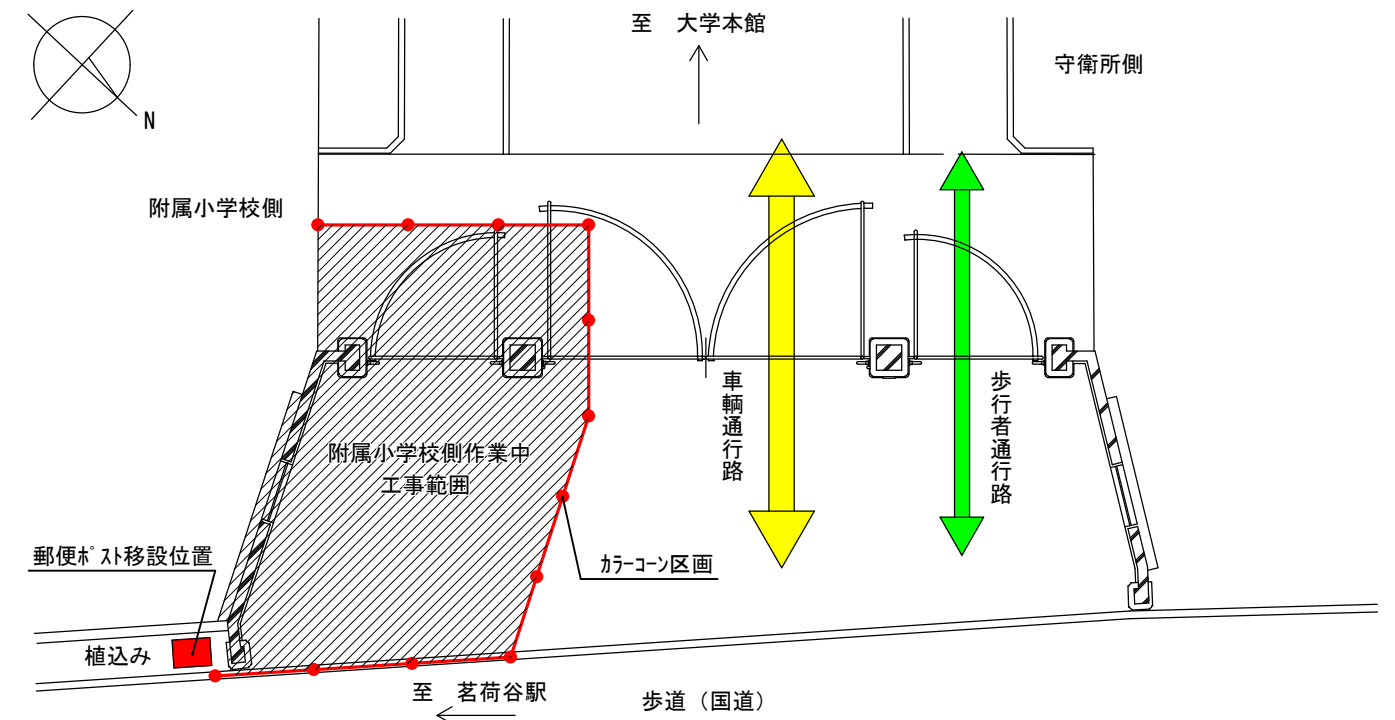 至　大学本館
守衛所側
N
附属小学校側
車輌通行路
歩行者通行路
附属小学校側作業中
工事範囲
郵便ﾎﾟｽﾄ移設位置
ｶﾗｰｺｰﾝ区画
植込み
至　茗荷谷駅
歩道（国道）